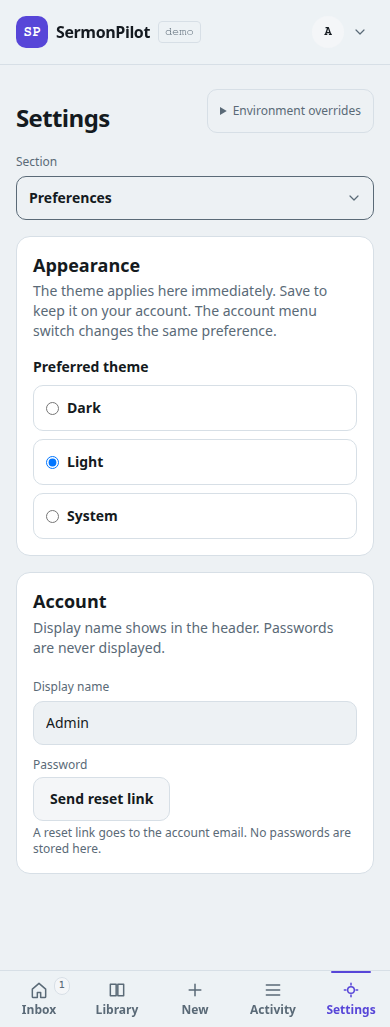 SP SermonPilot demo A
Settings
Environment overrides
Section
Preferences
Appearance
The theme applies here immediately. Save to
keep it on your account. The account menu
switch changes the same preference.
Preferred theme
Dark
Light
System
Account
Display name shows in the header. Passwords
are never displayed.
Display name
Admin
Password
Send reset link
A reset link goes to the account email. No passwords are
stored here.
1
Inbox Library New Activity Settings